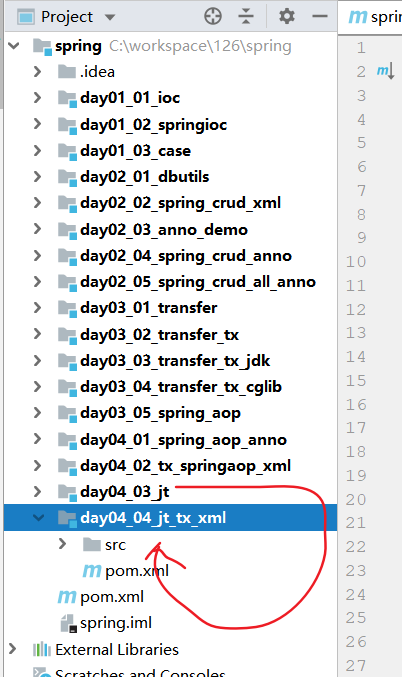 Project
spring C:\workspace\126\spring
.idea
day01_01_ioc
day01_02_springioc
day01_03_case
day02_01_dbutils
day02_02_spring_crud_xml
day02_03_anno_demo
day02_04_spring_crud_anno
day02_05_spring_crud_all_anno
day03_01_transfer
day03_02_transfer_tx
day03_03_transfer_tx_jdk
day03_04_transfer_tx_cglib
day03_05_spring_aop
day04_01_spring_aop_anno
day04_02_tx_springaop_xml
day04_03_jt
day04_04_jt_tx_xml
src
m pom.xml
m pom.xml
spring.iml
External Libraries
Scratches and Consoles
m spri
1
2 m
3
4
5
6
7
8
9
10
11
12
13
14
15
16
17
18
19
20
21
22
23
24
25
26
27